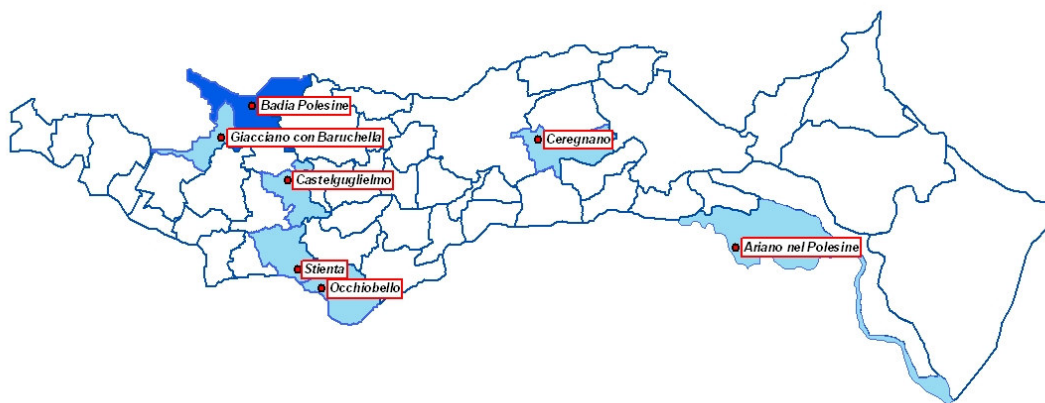 Badia Polesine
Giacciano con Baruchella
Ceregnano
Castelguglielmo
Ariano nel Polesine
Stienta
Occhiobello